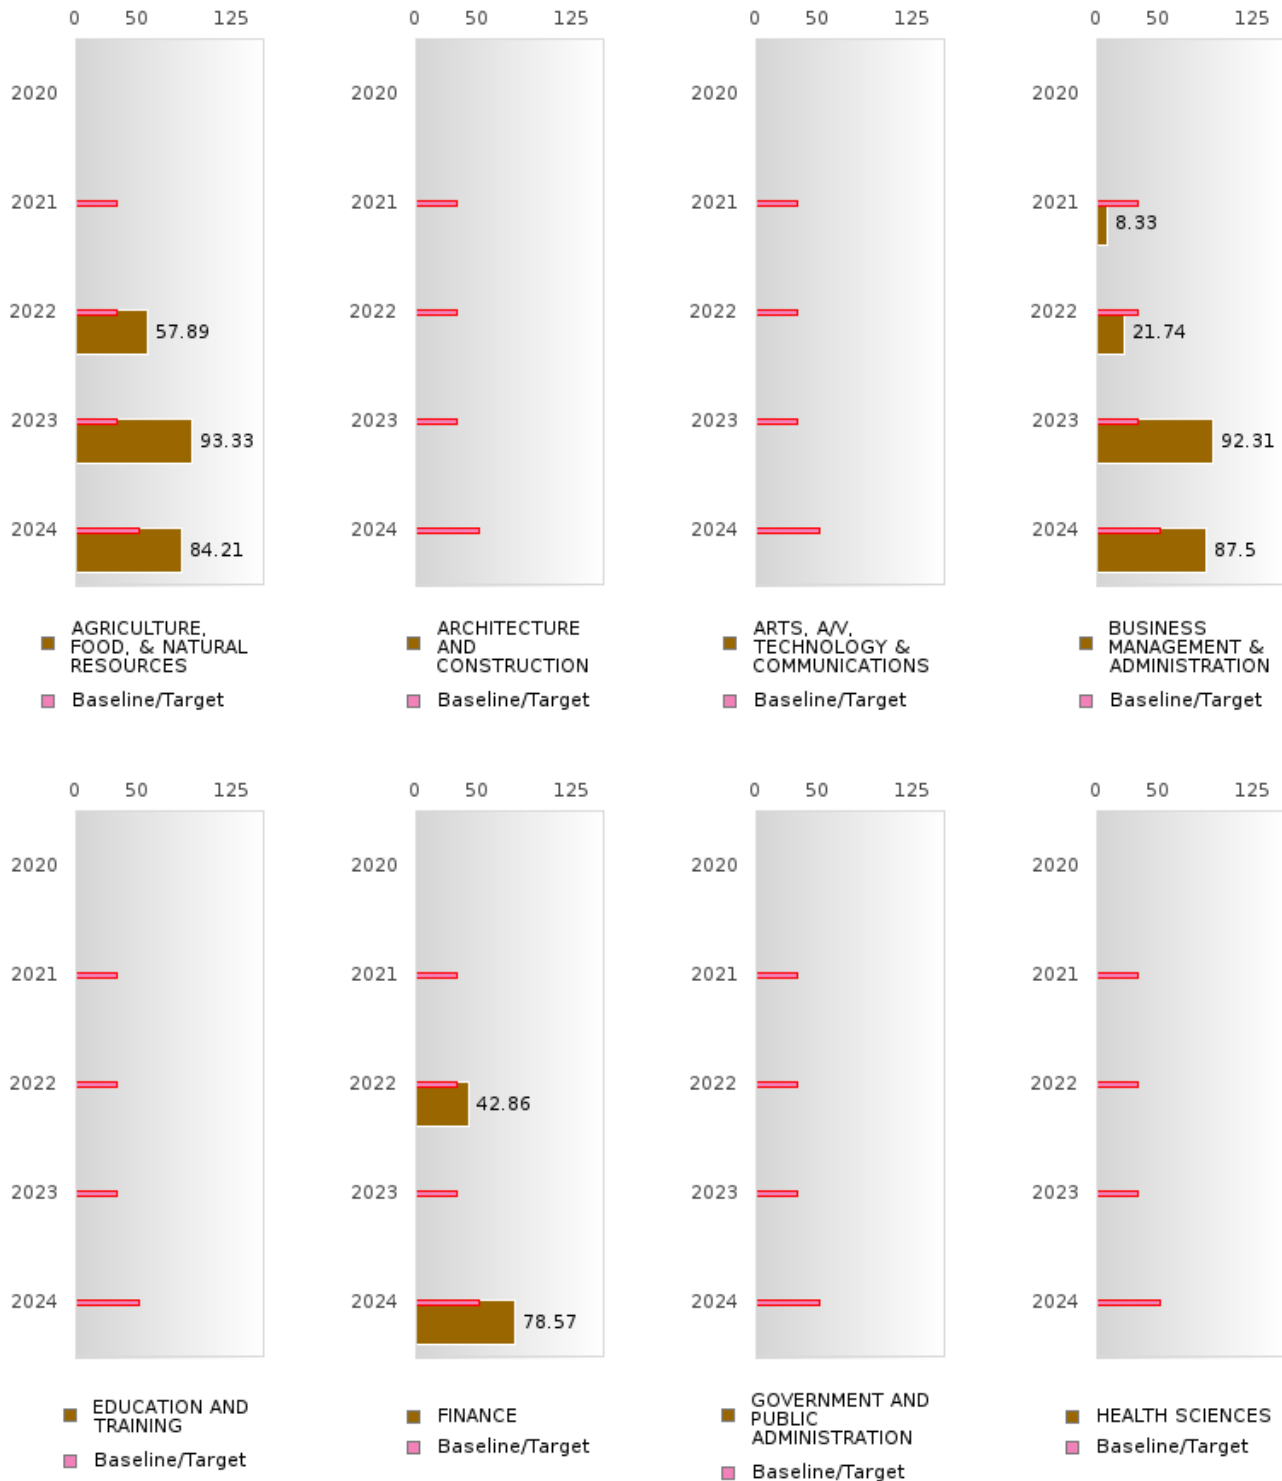 0 50 125
0 50 125
0 50 125
0 50 125
2020
2020
2020
2020
2021
2021
2021
2021
8.33
2022
57.89
2022
2022
2022
21.74
2023
93.33
2023
2023
2023
92.31
2024
84.21
2024
2024
2024
87.5
AGRICULTURE,
FOOD, & NATURAL
RESOURCES
Baseline/Target
ARCHITECTURE
AND
CONSTRUCTION
Baseline/Target
ARTS, A/V,
TECHNOLOGY &
COMMUNICATIONS
Baseline/Target
BUSINESS
MANAGEMENT &
ADMINISTRATION
Baseline/Target
0 50 125
0 50 125
0 50 125
0 50 125
2020
2020
2020
2020
2021
2021
2021
2021
2022
2022
42.86
2022
2022
2023
2023
2023
2023
2024
2024
78.57
2024
2024
EDUCATION AND
TRAINING
Baseline/Target
FINANCE
Baseline/Target
GOVERNMENT AND
PUBLIC
ADMINISTRATION
Baseline/Target
HEALTH SCIENCES
Baseline/Target